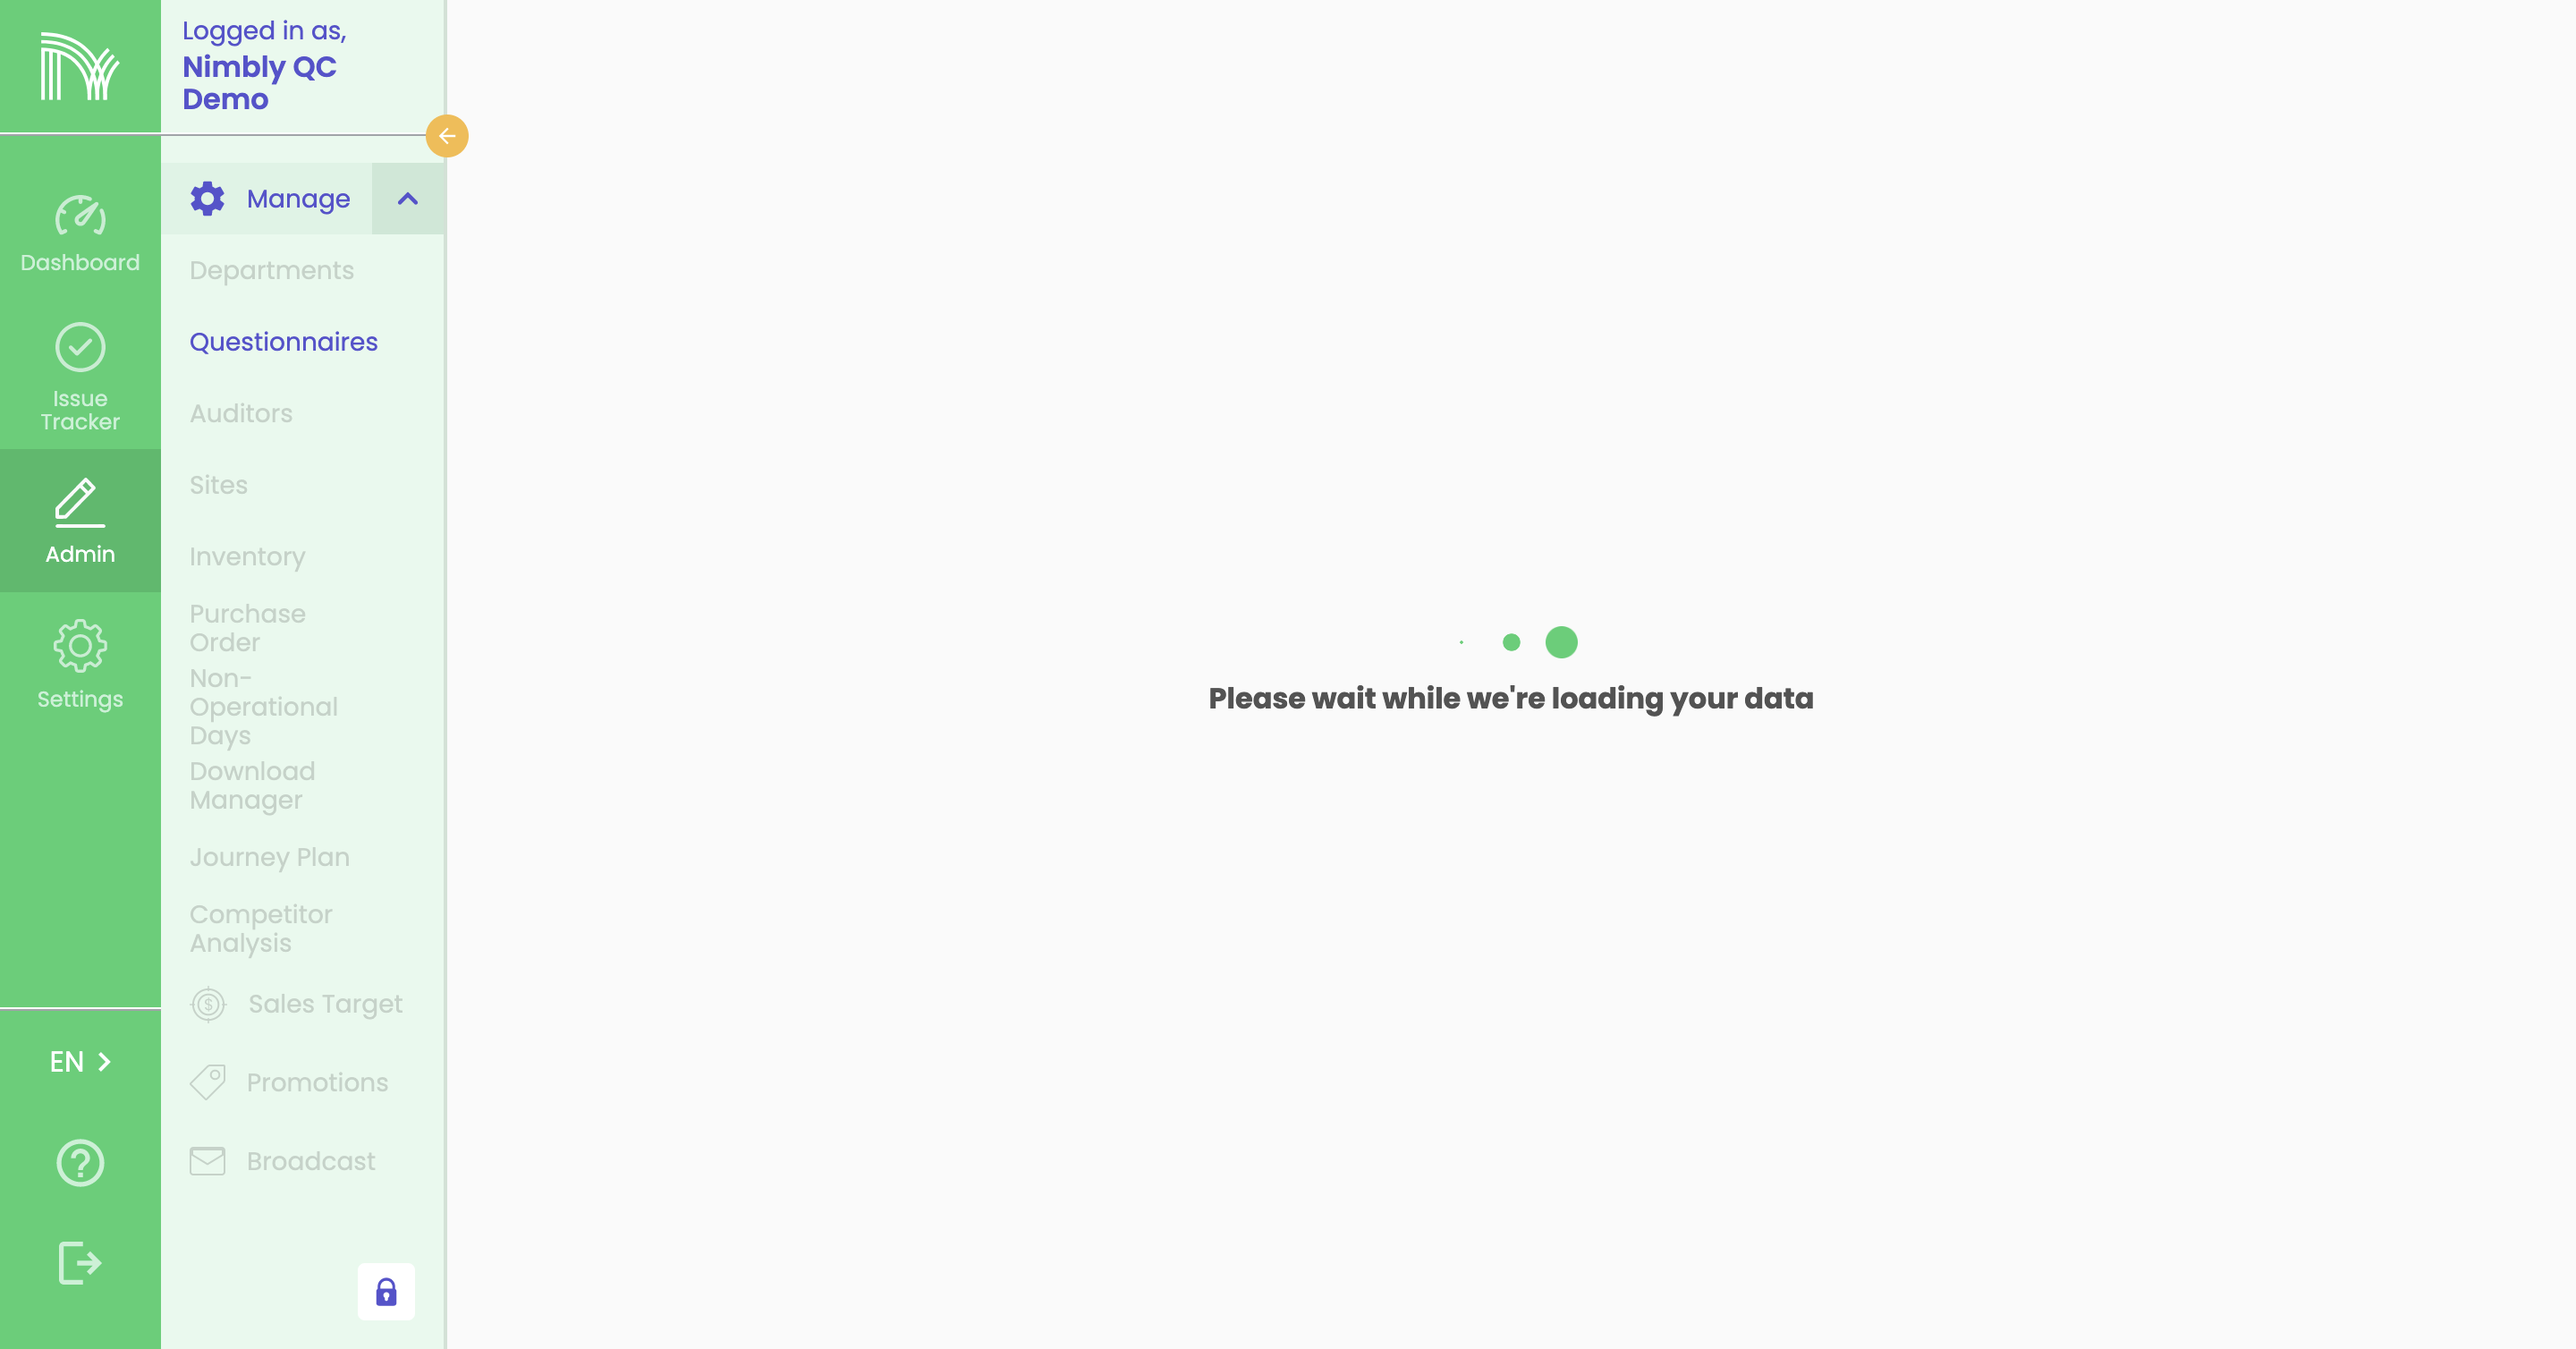 Logged in as,
Nimbly QC
Demo
Dashboard
Issue
Tracker
Admin
Settings
EN
Manage
Departments
Questionnaires
Auditors
Sites
Inventory
Purchase
Order
Non-
Operational
Days
Download
Manager
Journey Plan
Competitor
Analysis
Sales Target
Promotions
Broadcast
Please wait while we're loading your data